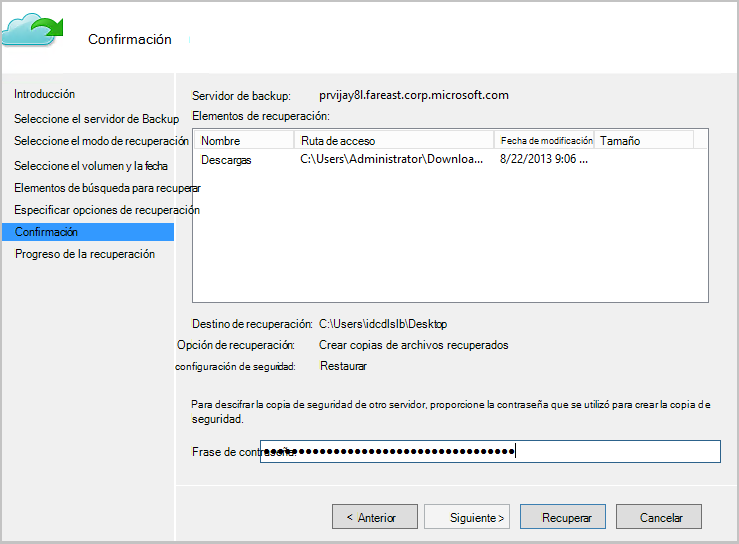 Confirmación
Introducción
Seleccione el servidor de Backup
Seleccione el modo de recuperación
Seleccione el volumen y la fecha
Elementos de búsqueda para recuperar
Especificar opciones de recuperación
Confirmación
Progreso de la recuperación
Servidor de backup: prvijay8l.fareast.corp.microsoft.com
Elementos de recuperación:
Nombre Ruta de acceso Fecha de modificación Tamaño
Descargas C:\Users\Administrator\Downloa... 8/22/2013 9:06 ...
Destino de recuperación: C:\Users\idcdlslb\Desktop
Opción de recuperación: Crear copias de archivos recuperados
configuración de seguridad: Restaurar
Para descifrar la copia de seguridad de otro servidor, proporcione la contraseña que se utilizó para crear la copia de
seguridad.
Frase de contraseña:
< Anterior Siguiente > Recuperar Cancelar